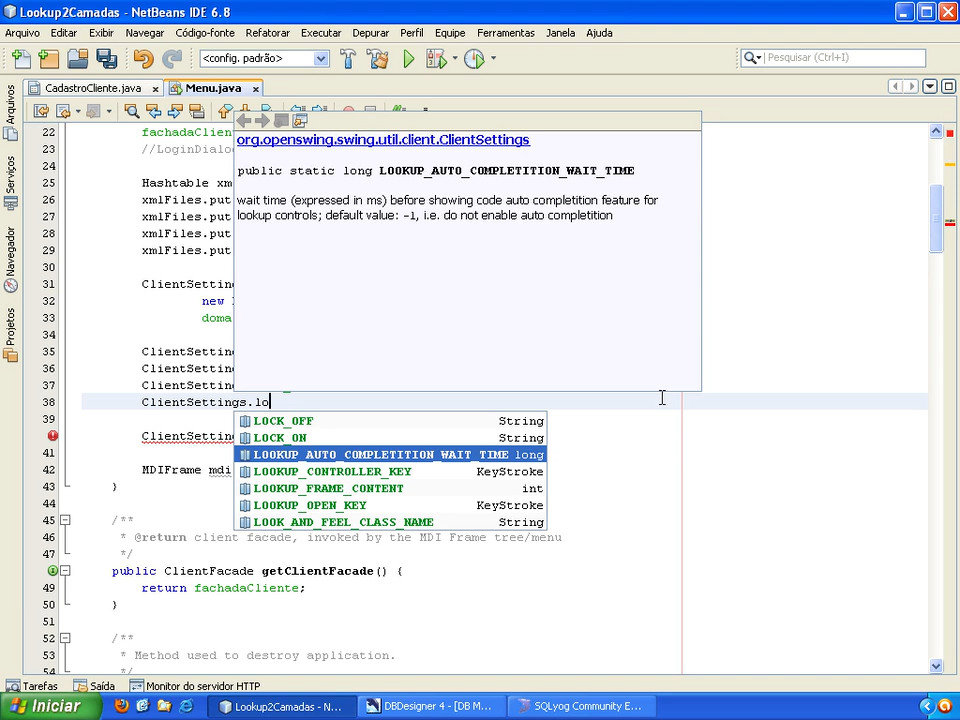 Lookup2Camadas - NetBeans IDE 6.8
Arquivo Editar Exibir Navegar Código-fonte Refatorar Executar Depurar Perfil Equipe Ferramentas Janela Ajuda
<config. padrão> Pesquisar (Ctrl+I)
CadastroCliente.java Menu.java
Arquivos
Serviços
Navegador
Projetos
org.openswing.swing.util.client.ClientSettings
public static long LOOKUP_AUTO_COMPLETITION_WAIT_TIME
wait time (expressed in ms) before showing code auto completition feature for
lookup controls; default value: -1, i.e. do not enable auto completition
22 fachadaClien
23 //LoginDialo
24
25 Hashtable xm
26 xmlFiles.put
27 xmlFiles.put
28 xmlFiles.put
29 xmlFiles.put
30
31 ClientSettin
32 new
33 doma
34
35 ClientSettin
36 ClientSettin
37 ClientSettin
38 ClientSettings.lo
39
ClientSettin
41
42 MDIFrame mdi
43 }
44
45 /**
46 * @return client facade, invoked by the MDI Frame tree/menu
47 */
public ClientFacade getClientFacade() {
49 return fachadaCliente;
50 }
51
52 /**
53 * Method used to destroy application.
54 */
LOCK_OFF String
LOCK_ON String
LOOKUP_AUTO_COMPLETITION_WAIT_TIME long
LOOKUP_CONTROLLER_KEY KeyStroke
LOOKUP_FRAME_CONTENT int
LOOKUP_OPEN_KEY KeyStroke
LOOK_AND_FEEL_CLASS_NAME String
Tarefas Saída Monitor do servidor HTTP
Iniciar Lookup2Camadas - N... DBDesigner 4 - [DB M... SQLyog Community E...